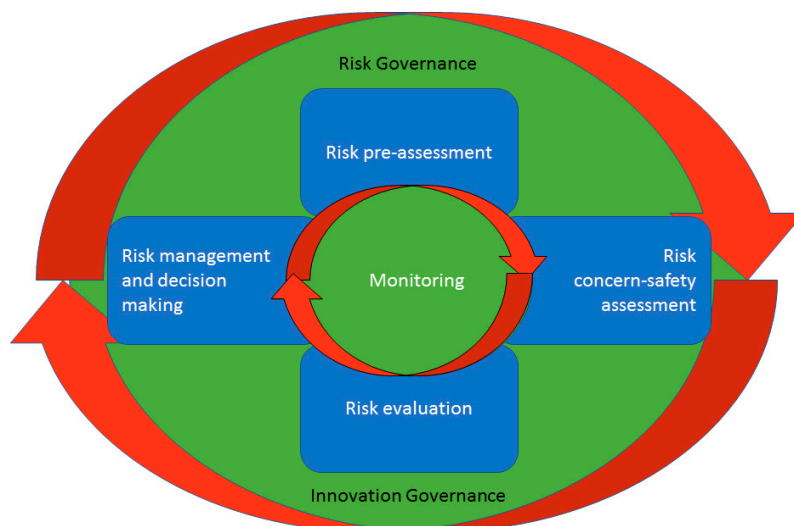 Risk Governance
Risk pre-assessment
Risk management
and decision
making
Monitoring
Risk
concern-safety
assessment
Risk evaluation
Innovation Governance